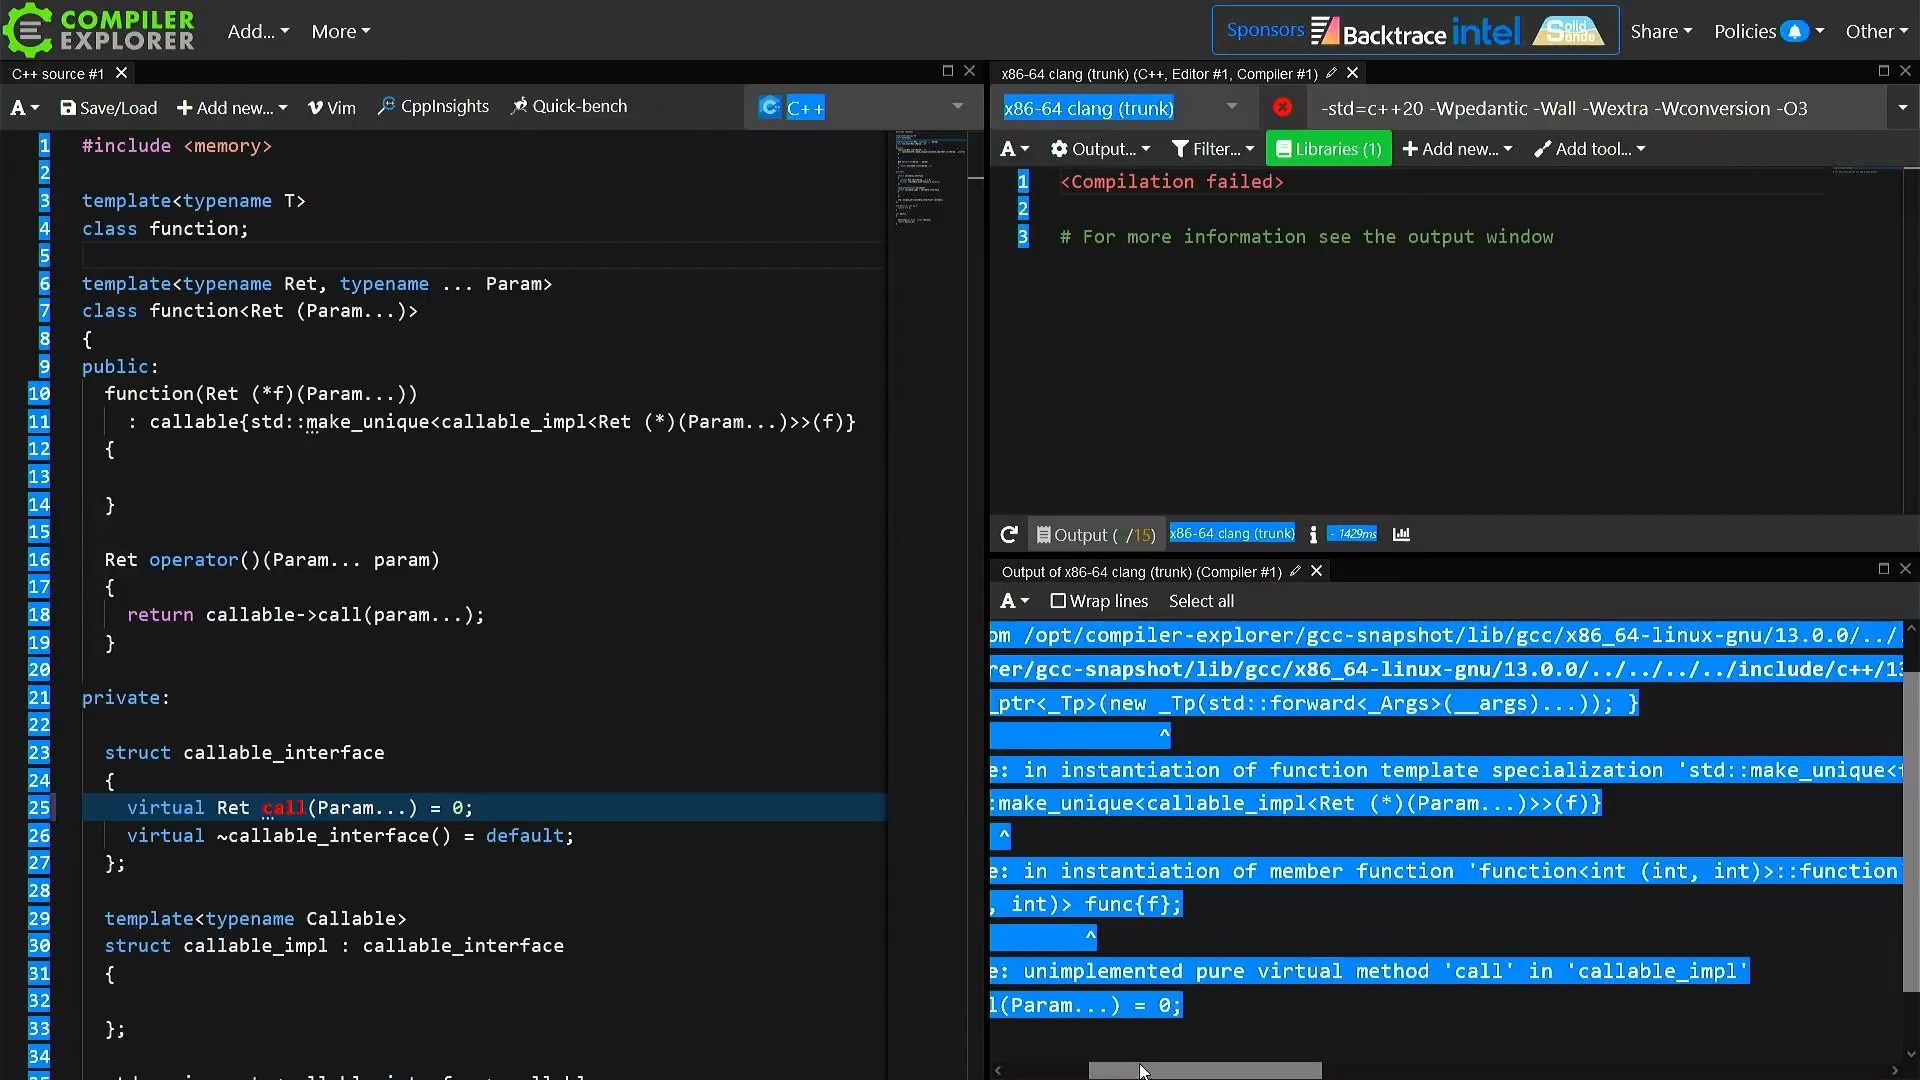 COMPILER
EXPLORER
Add...
More
Sponsors
Backtrace
intel
Solid
Sands
Share
Policies
Other
C++ source #1
A
Save/Load
Add new...
Vim
CppInsights
Quick-bench
C++
1 #include <memory>
2
3 template<typename T>
4 class function;
5
6 template<typename Ret, typename ... Param>
7 class function<Ret (Param...)>
8 {
9 public:
10 function(Ret (*f)(Param...))
11 : callable{std::make_unique<callable_impl<Ret (*)(Param...)>>(f)}
12 {
13
14 }
15
16 Ret operator()(Param... param)
17 {
18 return callable->call(param...);
19 }
20
21 private:
22
23 struct callable_interface
24 {
25 virtual Ret call(Param...) = 0;
26 virtual ~callable_interface() = default;
27 };
28
29 template<typename Callable>
30 struct callable_impl : callable_interface
31 {
32
33 };
34
x86-64 clang (trunk) (C++, Editor #1, Compiler #1)
x86-64 clang (trunk)
-std=c++20 -Wpedantic -Wall -Wextra -Wconversion -O3
A
Output...
Filter...
Libraries (1)
Add new...
Add tool...
1 <Compilation failed>
2
3 # For more information see the output window
Output ( /15)
x86-64 clang (trunk)
- 1429ms
Output of x86-64 clang (trunk) (Compiler #1)
A
Wrap lines
Select all
om /opt/compiler-explorer/gcc-snapshot/lib/gcc/x86_64-linux-gnu/13.0.0/../.
rer/gcc-snapshot/lib/gcc/x86_64-linux-gnu/13.0.0/../../../../include/c++/13
_ptr<_Tp>(new _Tp(std::forward<_Args>(__args)...)); }
^
e: in instantiation of function template specialization 'std::make_unique<
:make_unique<callable_impl<Ret (*)(Param...)>>(f)}
^
e: in instantiation of member function 'function<int (int, int)>::function'
, int)> func{f};
^
e: unimplemented pure virtual method 'call' in 'callable_impl'
l(Param...) = 0;